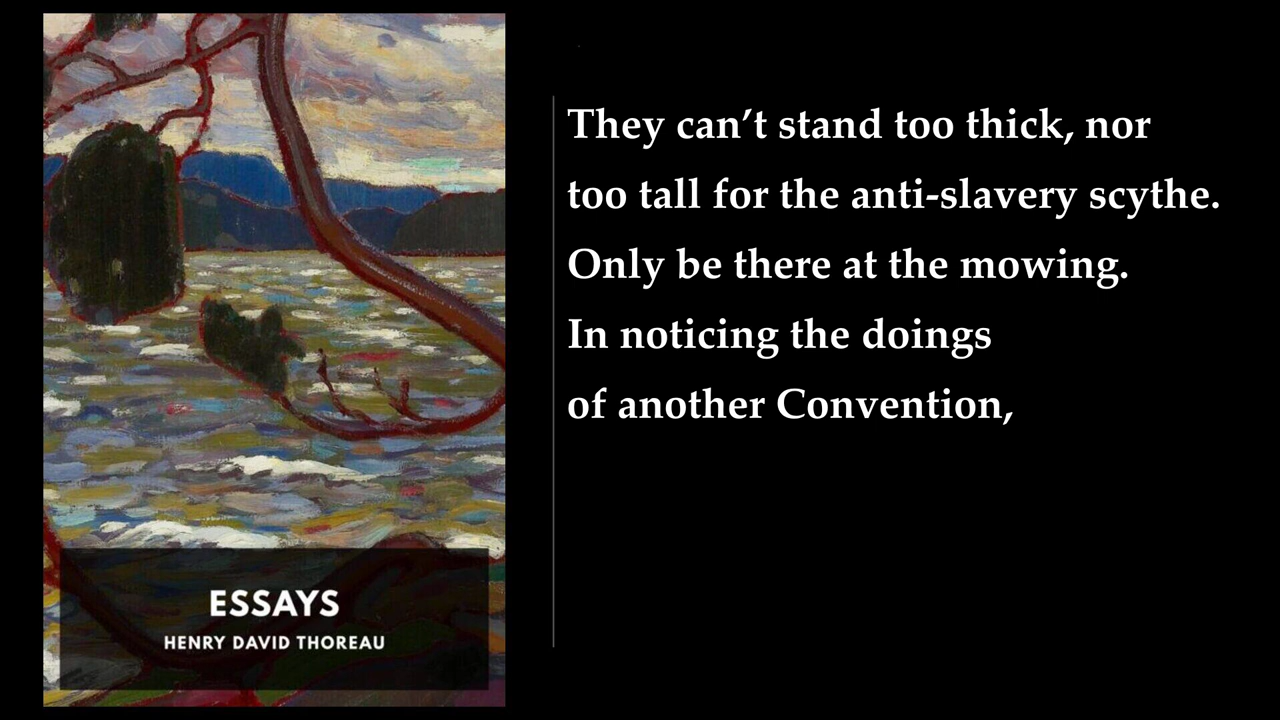 ESSAYS
HENRY DAVID THOREAU
They can’t stand too thick, nor
too tall for the anti-slavery scythe.
Only be there at the mowing.
In noticing the doings
of another Convention,